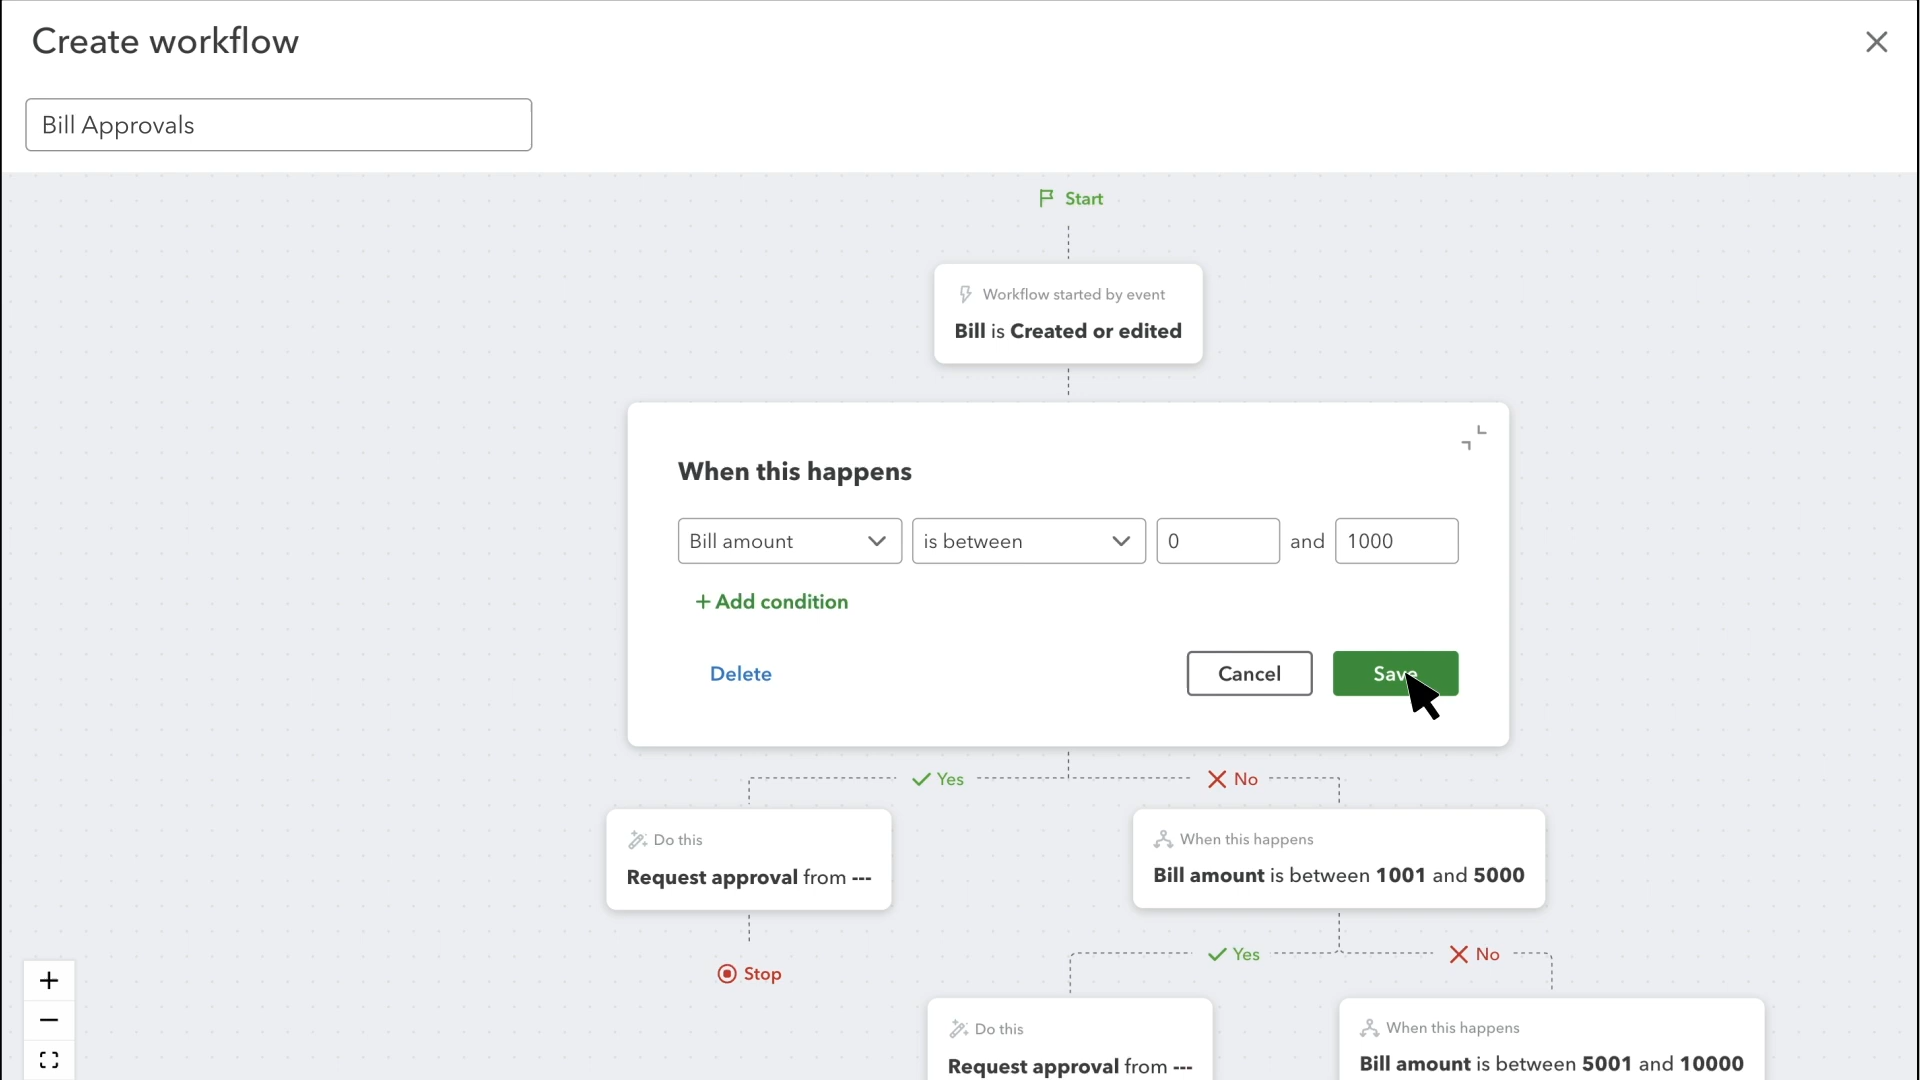 Create workflow
Bill Approvals
Start
Workflow started by event
Bill is Created or edited
When this happens
Bill amount is between 0 and 1000
+ Add condition
Delete Cancel Save
Yes No
Do this
Request approval from ---
When this happens
Bill amount is between 1001 and 5000
Stop
Yes No
Do this
Request approval from ---
When this happens
Bill amount is between 5001 and 10000